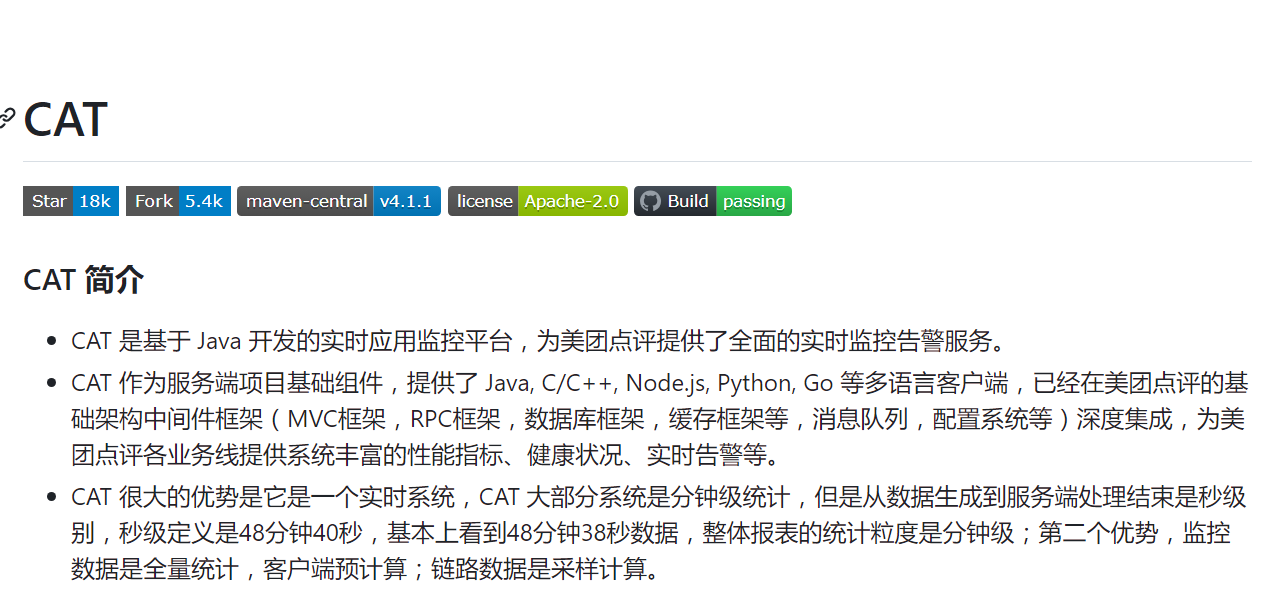 CAT
Star 18k Fork 5.4k maven-central v4.1.1 license Apache-2.0 Build passing
CAT 简介
CAT 是基于 Java 开发的实时应用监控平台，为美团点评提供了全面的实时监控告警服务。
CAT 作为服务端项目基础组件，提供了 Java, C/C++, Node.js, Python, Go 等多语言客户端，已经在美团点评的基
础架构中间件框架（MVC框架，RPC框架，数据库框架，缓存框架等，消息队列，配置系统等）深度集成，为美
团点评各业务线提供系统丰富的性能指标、健康状况、实时告警等。
CAT 很大的优势是它是一个实时系统，CAT 大部分系统是分钟级统计，但是从数据生成到服务端处理结束是秒级
别，秒级定义是48分钟40秒，基本上看到48分钟38秒数据，整体报表的统计粒度是分钟级；第二个优势，监控
数据是全量统计，客户端预计算；链路数据是采样计算。